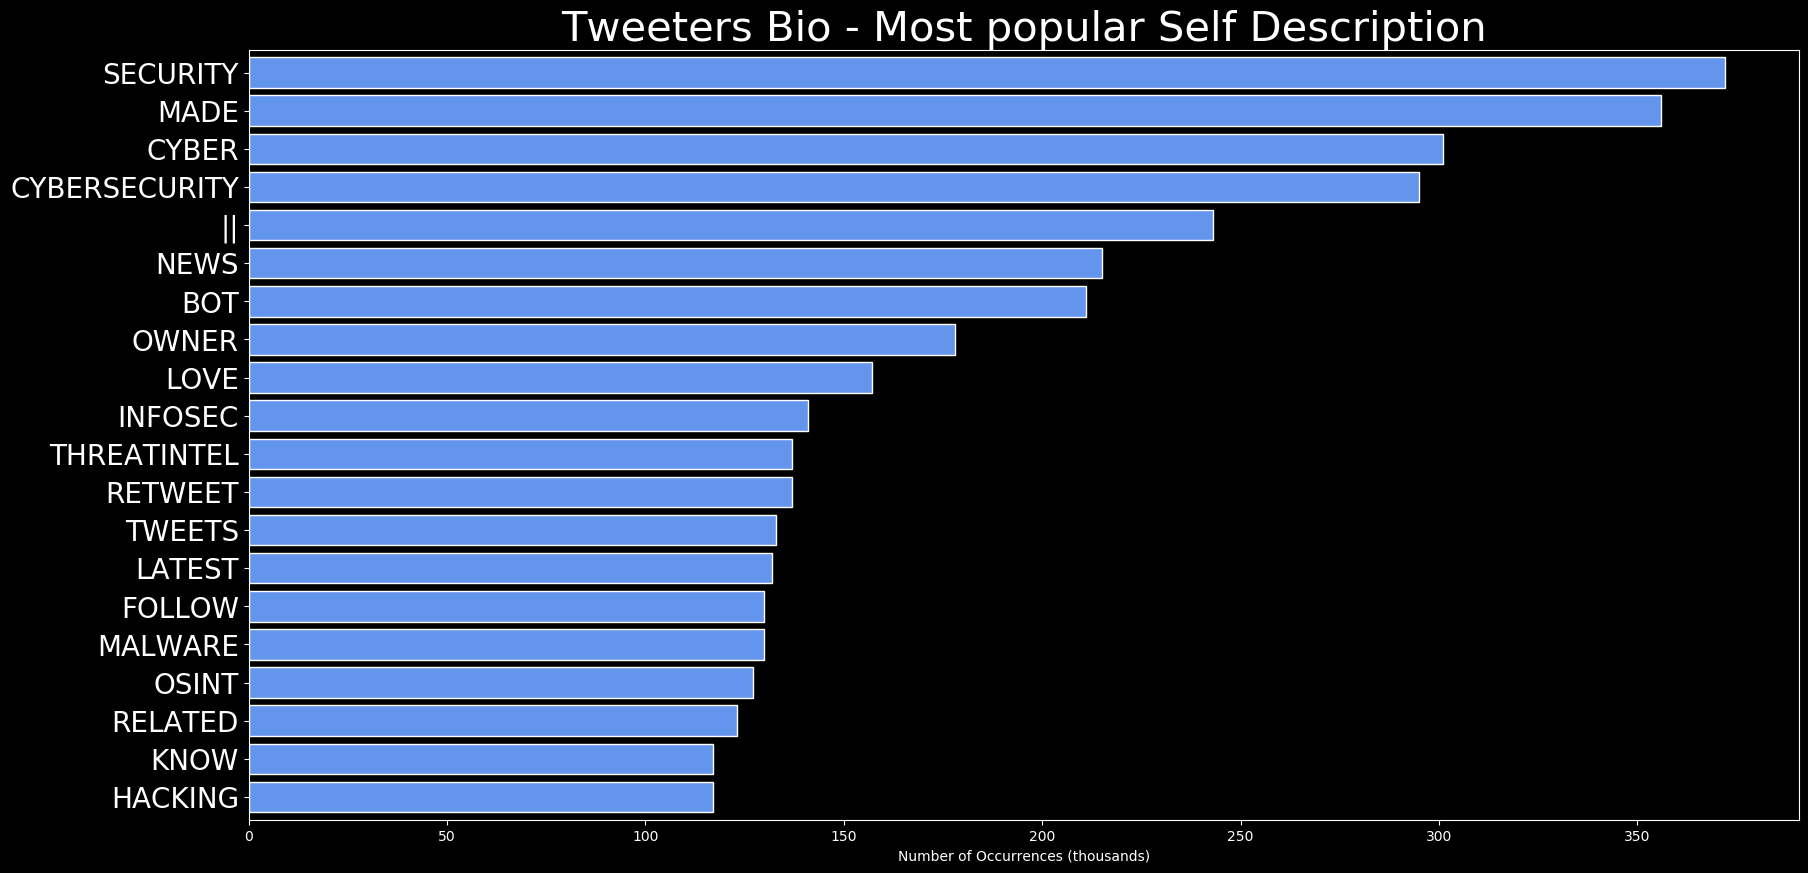 Tweeters Bio - Most popular Self Description
SECURITY
MADE
CYBER
CYBERSECURITY
||
NEWS
BOT
OWNER
LOVE
INFOSEC
THREATINTEL
RETWEET
TWEETS
LATEST
FOLLOW
MALWARE
OSINT
RELATED
KNOW
HACKING
0 50 100 150 200 250 300 350
Number of Occurrences (thousands)